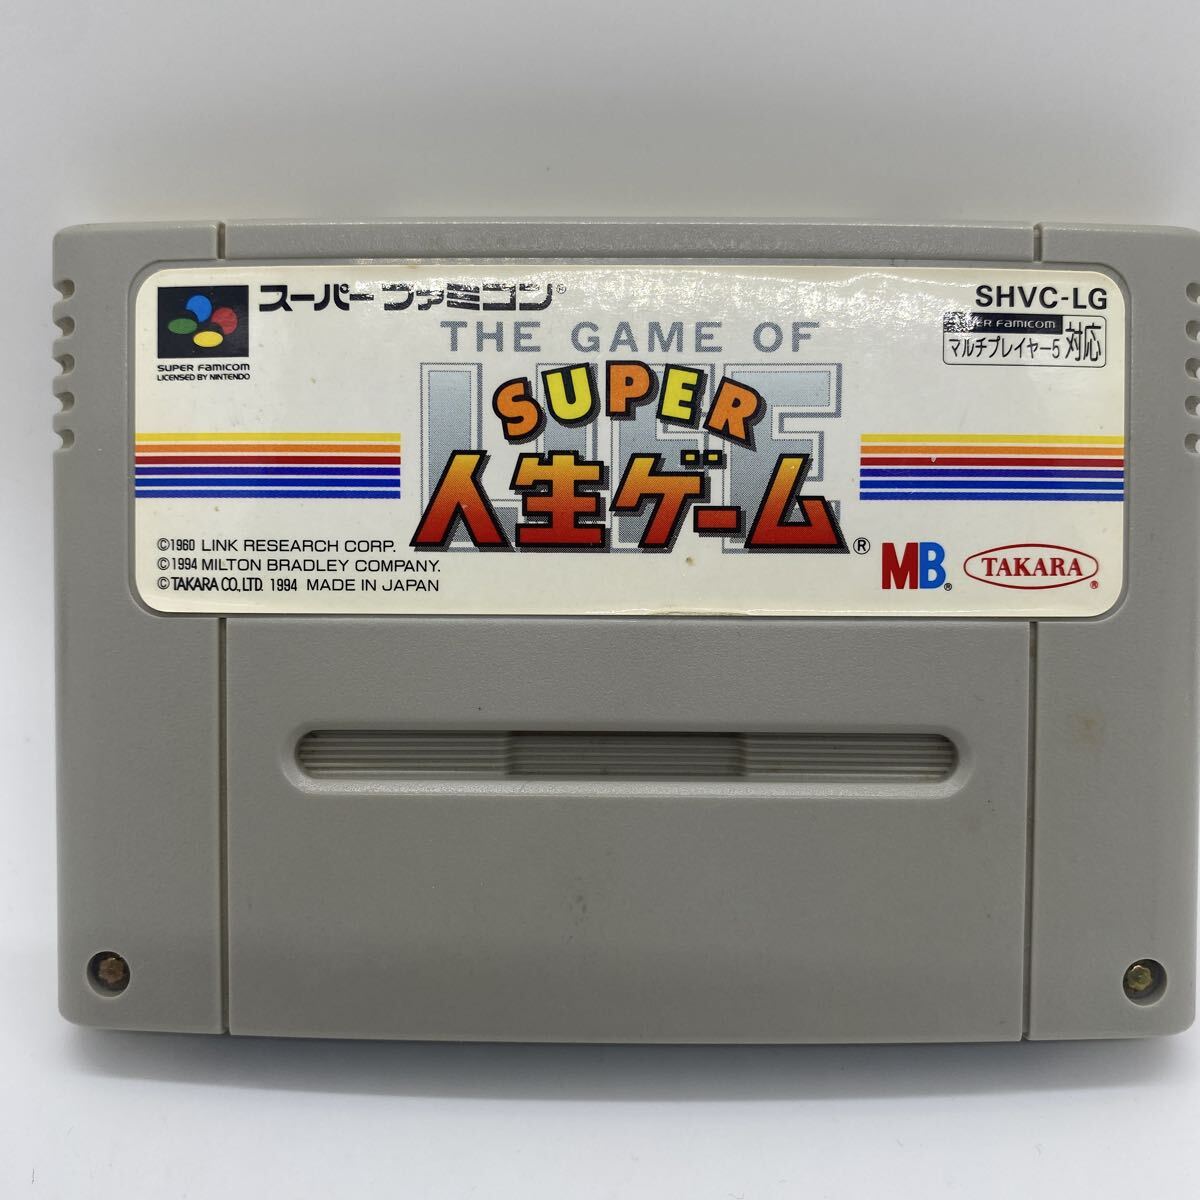 スーパーファミコン®
SHVC-LG
SUPER FAMICOM
LICENSED BY NINTENDO
THE GAME OF
LIFE
SUPER
人生ゲーム®
ER FAMICOM
マルチプレイヤー5 対応
©1960 LINK RESEARCH CORP.
©1994 MILTON BRADLEY COMPANY.
©TAKARA CO., LTD. 1994 MADE IN JAPAN
MB®
TAKARA®